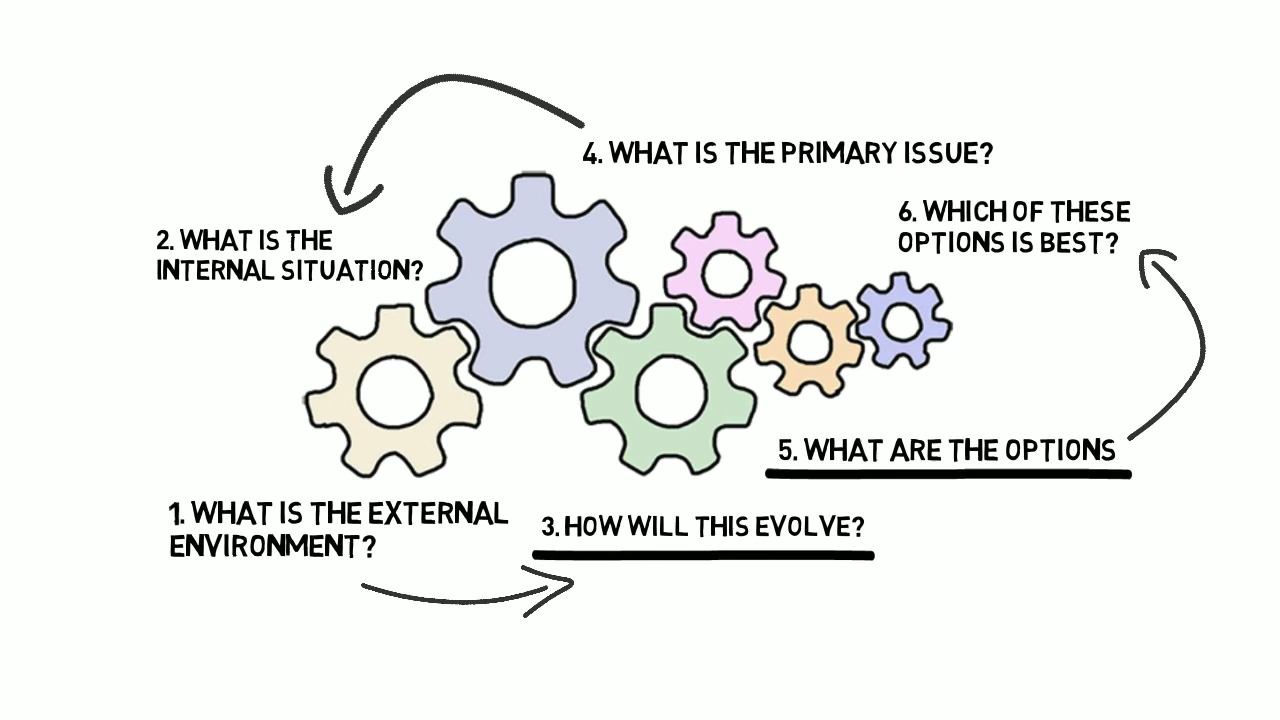 1. WHAT IS THE EXTERNAL
ENVIRONMENT?
2. WHAT IS THE
INTERNAL SITUATION?
3. HOW WILL THIS EVOLVE?
4. WHAT IS THE PRIMARY ISSUE?
5. WHAT ARE THE OPTIONS
6. WHICH OF THESE
OPTIONS IS BEST?